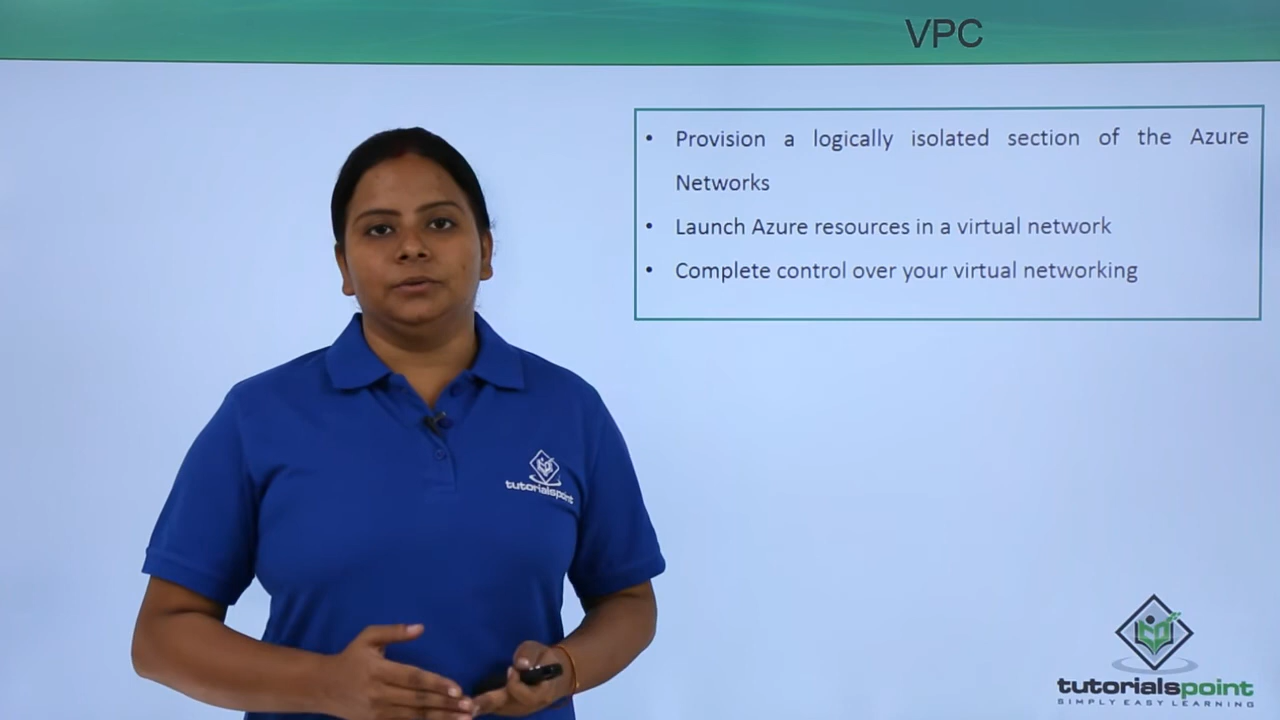 VPC
• Provision a logically isolated section of the Azure
Networks
• Launch Azure resources in a virtual network
• Complete control over your virtual networking
tutorialspoint
tutorialspoint
SIMPLY EASY LEARNING